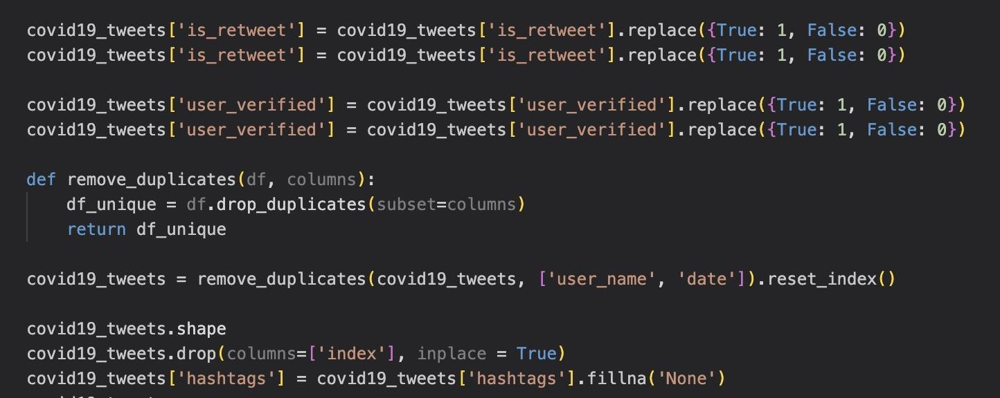 covid19_tweets['is_retweet'] = covid19_tweets['is_retweet'].replace({True: 1, False: 0})
covid19_tweets['is_retweet'] = covid19_tweets['is_retweet'].replace({True: 1, False: 0})
covid19_tweets['user_verified'] = covid19_tweets['user_verified'].replace({True: 1, False: 0})
covid19_tweets['user_verified'] = covid19_tweets['user_verified'].replace({True: 1, False: 0})
def remove_duplicates(df, columns):
    df_unique = df.drop_duplicates(subset=columns)
    return df_unique
covid19_tweets = remove_duplicates(covid19_tweets, ['user_name', 'date']).reset_index()
covid19_tweets.shape
covid19_tweets.drop(columns=['index'], inplace = True)
covid19_tweets['hashtags'] = covid19_tweets['hashtags'].fillna('None')